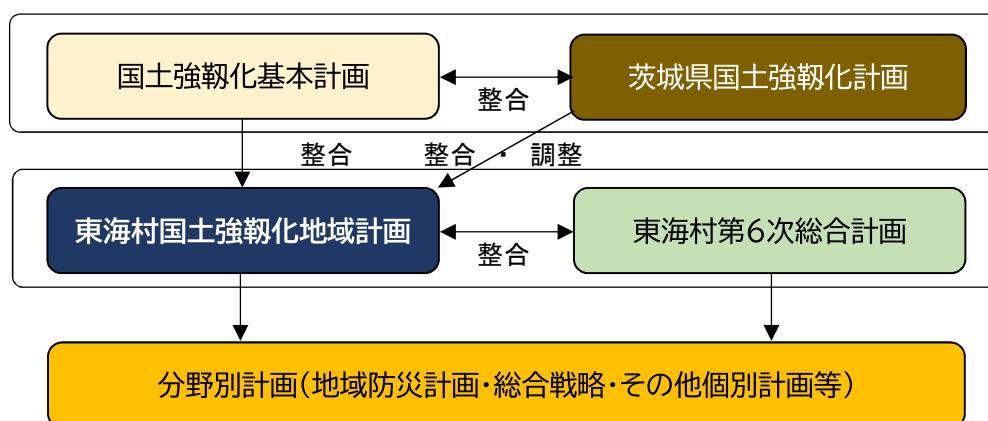 国土強靱化基本計画
茨城県国土強靱化計画
整合
整合
整合 ・ 調整
東海村国土強靱化地域計画
東海村第6次総合計画
整合
分野別計画(地域防災計画・総合戦略・その他個別計画等)